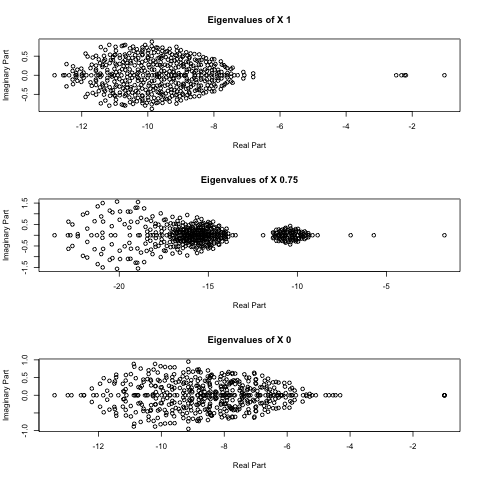 Eigenvalues of X 1
Imaginary Part
0.5
0.0
-0.5
-12 -10 -8 -6 -4 -2
Real Part
Eigenvalues of X 0.75
Imaginary Part
1.5
0.5
-0.5
-1.5
-20 -15 -10 -5
Real Part
Eigenvalues of X 0
Imaginary Part
1.0
0.5
0.0
-1.0
-12 -10 -8 -6 -4 -2
Real Part